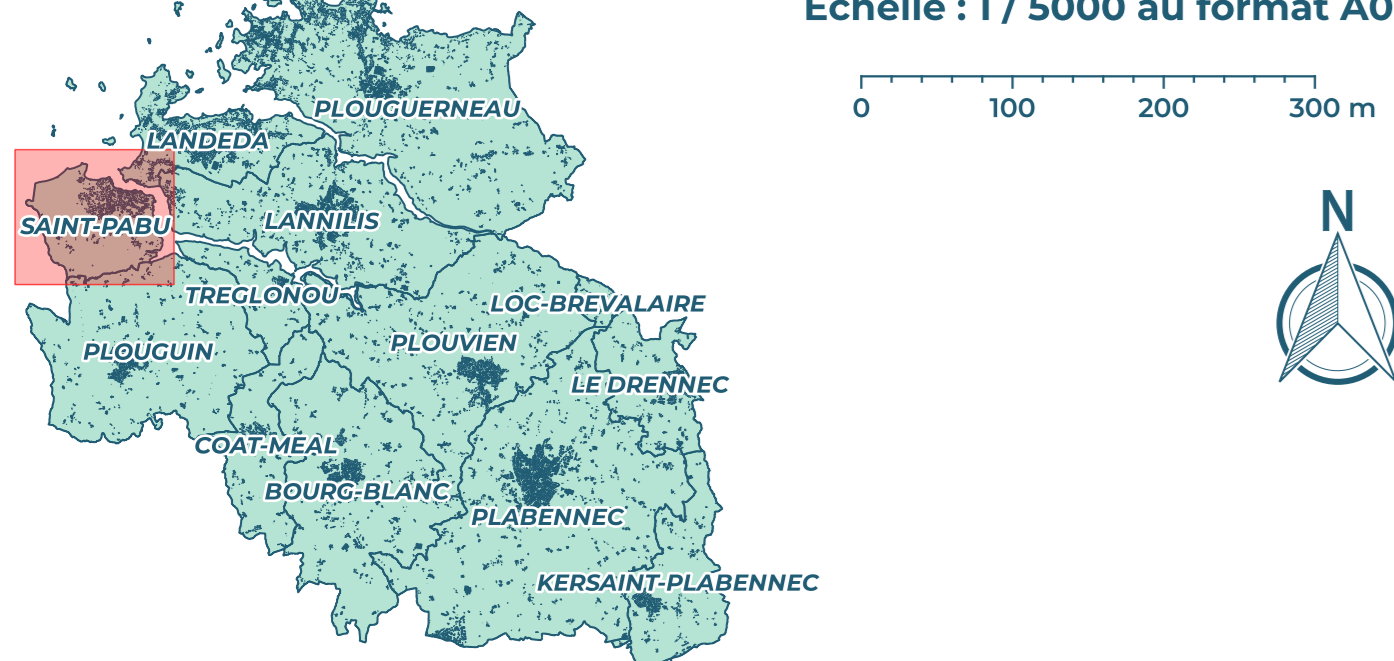 Echelle : 1 / 5000 au format A0
0 100 200 300 m
N
PLOUGUERNEAU
LANDEDA
SAINT-PABU
LANNILIS
TREGLONOU
LOC-BREVALAIRE
PLOUVIEN
PLOUGUIN
LE DRENNEC
COAT-MEAL
BOURG-BLANC
PLABENNEC
KERSAINT-PLABENNEC